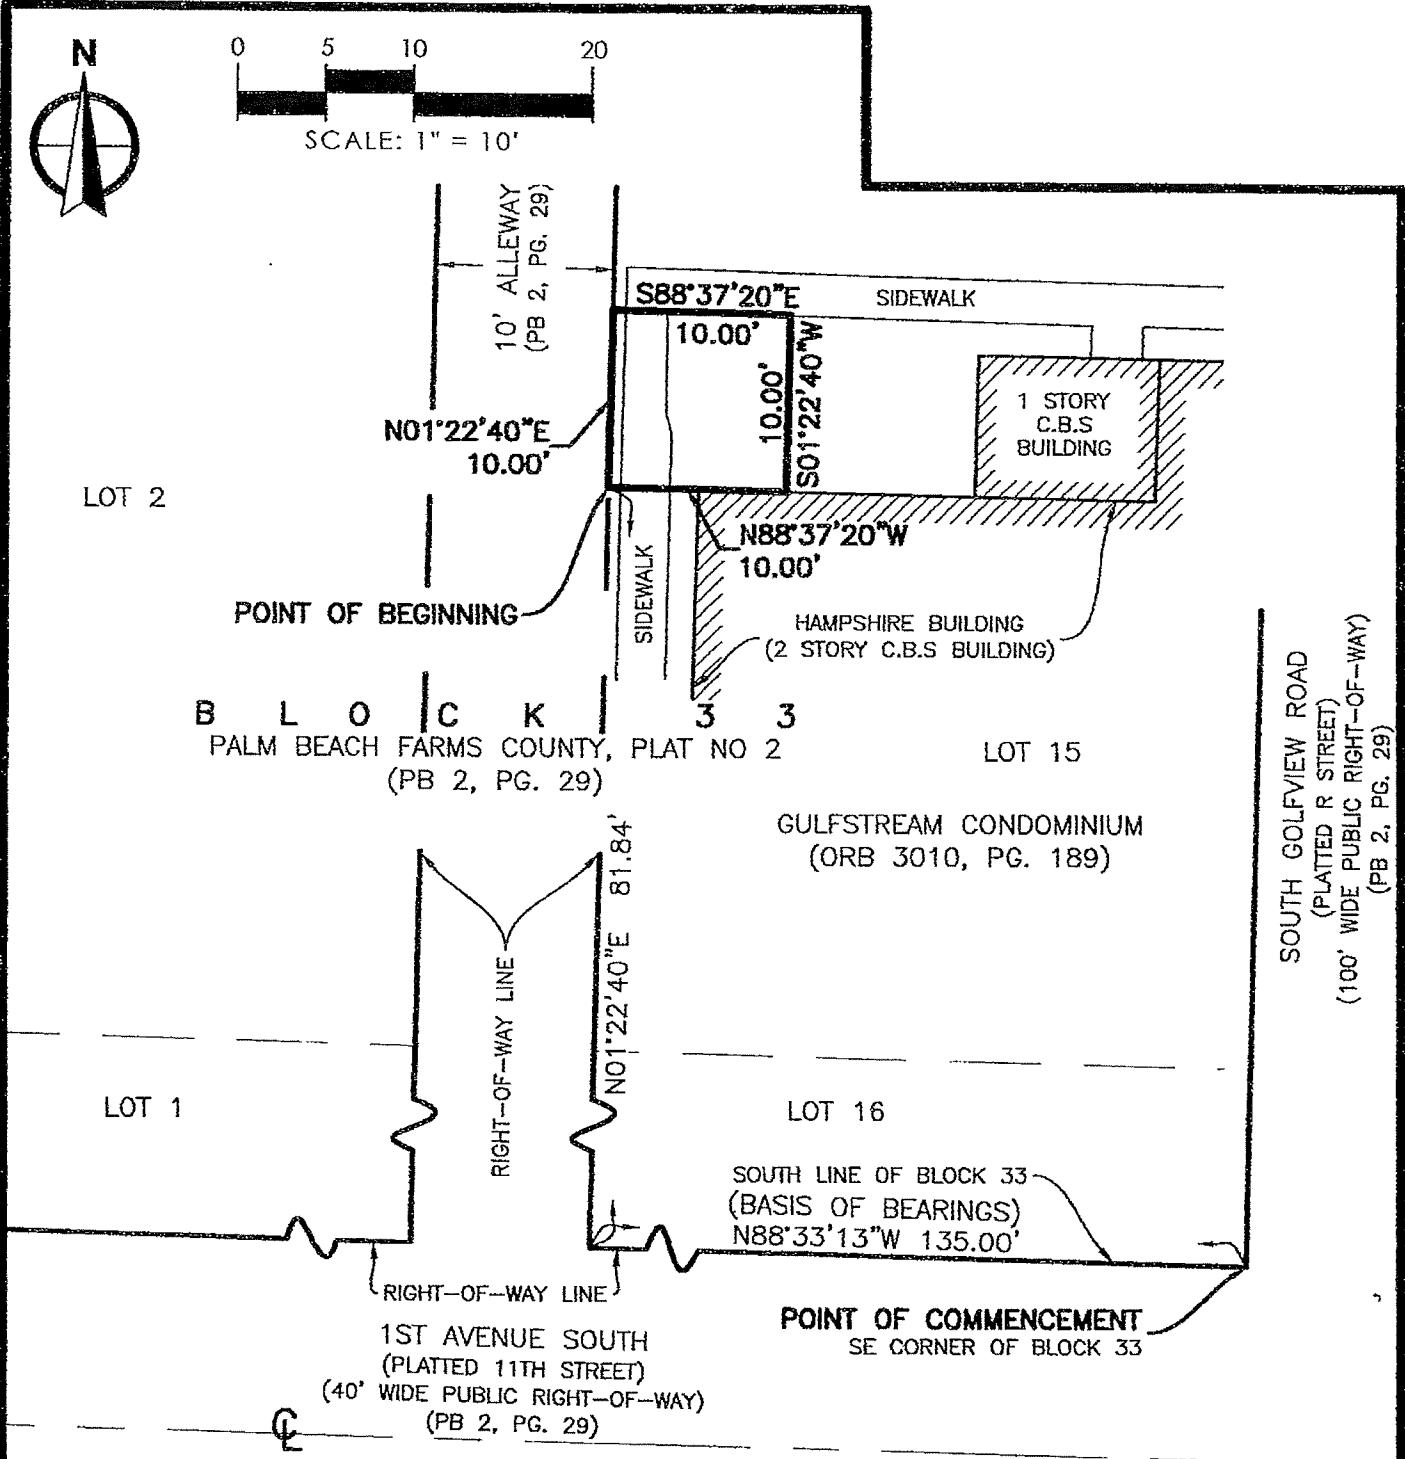 N
0 5 10 20
SCALE: 1" = 10'
10' ALLEWAY
(PB 2, PG. 29)
S88°37'20"E
10.00'
SIDEWALK
10.00'
S01°22'40"W
1 STORY
C.B.S
BUILDING
N01°22'40"E
10.00'
LOT 2
N88°37'20"W
10.00'
SIDEWALK
POINT OF BEGINNING
HAMPSHIRE BUILDING
(2 STORY C.B.S BUILDING)
BLOCK 33
PALM BEACH FARMS COUNTY, PLAT NO 2
(PB 2, PG. 29)
LOT 15
GULFSTREAM CONDOMINIUM
(ORB 3010, PG. 189)
SOUTH GOLFVIEW ROAD
(PLATTED R STREET)
(100' WIDE PUBLIC RIGHT-OF-WAY)
(PB 2, PG. 29)
N01°22'40"E 81.84'
RIGHT-OF-WAY LINE
LOT 1
LOT 16
SOUTH LINE OF BLOCK 33
(BASIS OF BEARINGS)
N88°33'13"W 135.00'
RIGHT-OF-WAY LINE
1ST AVENUE SOUTH
(PLATTED 11TH STREET)
(40' WIDE PUBLIC RIGHT-OF-WAY)
(PB 2, PG. 29)
POINT OF COMMENCEMENT
SE CORNER OF BLOCK 33
CL